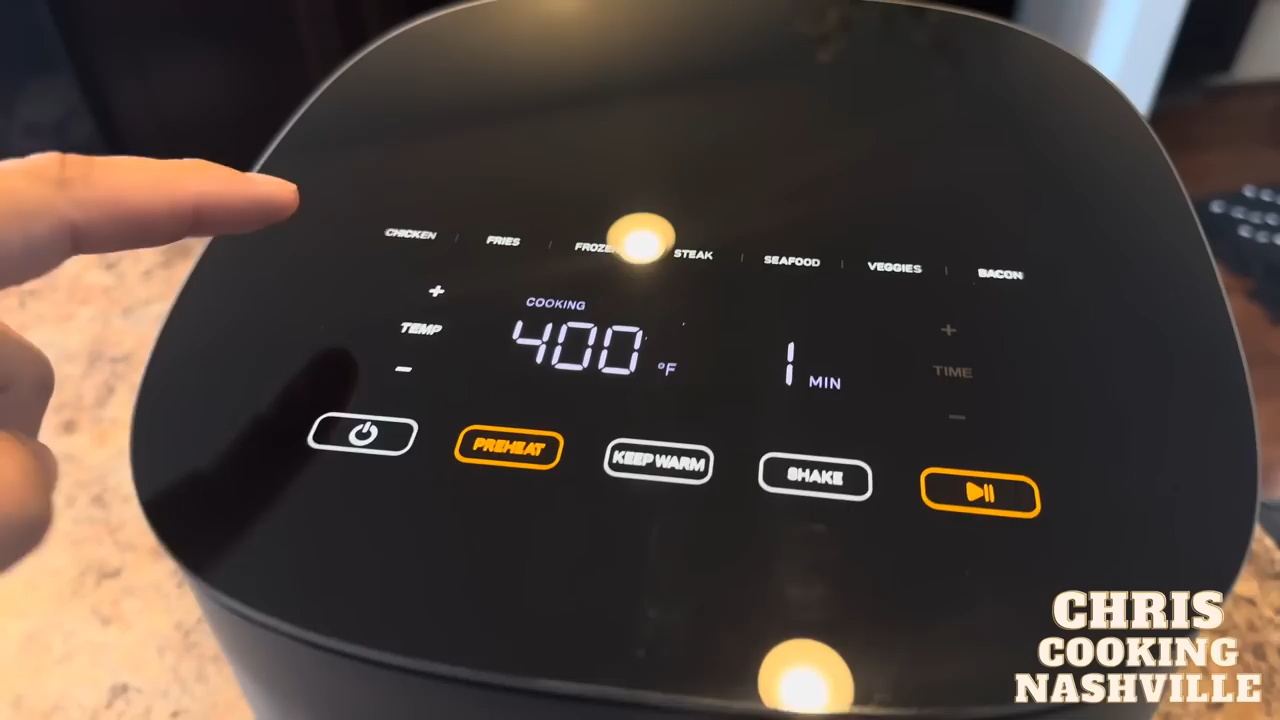 CHICKEN | FRIES | FROZEN | STEAK | SEAFOOD | VEGGIES | BACON
+
TEMP
-
COOKING
400 °F
1 MIN
+
TIME
-
PREHEAT
KEEP WARM
SHAKE
CHRIS
COOKING
NASHVILLE